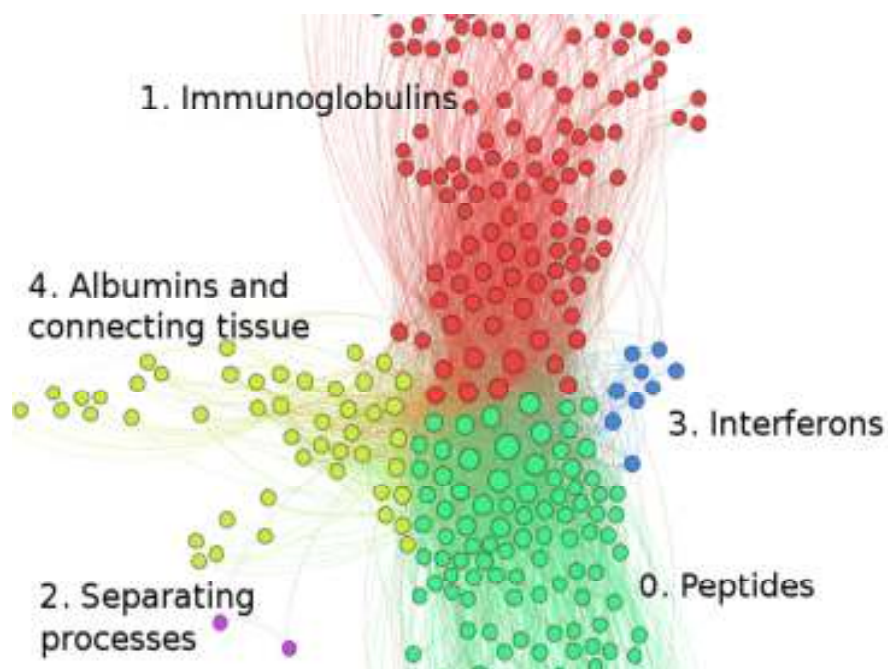 1. Immunoglobulins
4. Albumins and
connecting tissue
3. Interferons
0. Peptides
2. Separating
processes